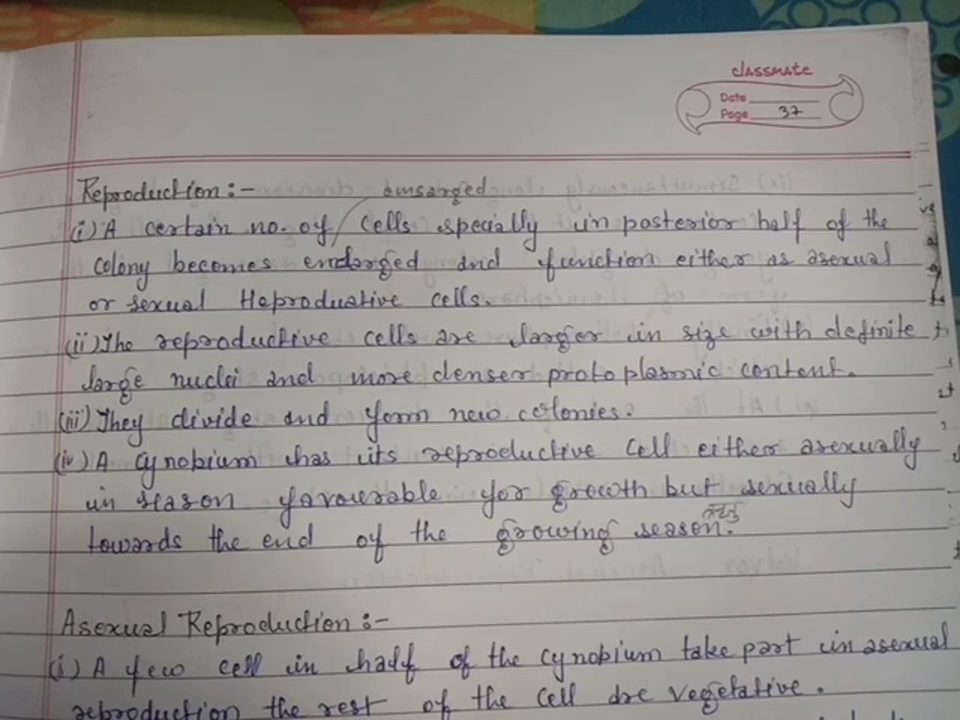 classmate
Date
Page 37
Reproduction :-
emsarged
(i) A certain no. of / Cells specially in posterior half of the
colony becomes endarged and function either as asexual
or sexual Heproduative cells.
(ii) The reproductive cells are larger in size with definite
large nuclei and more denser protoplasmic content.
(iii) They divide and form new colonies.
(iv) A Cynobium has its reproductive cell either asexually
in season favourable for growth but sexually
towards the end of the growing season.
Asexual Reproduction :-
(i) A few cell in half of the cynobium take part in asexual
reproduction the rest of the cell are vegetative.